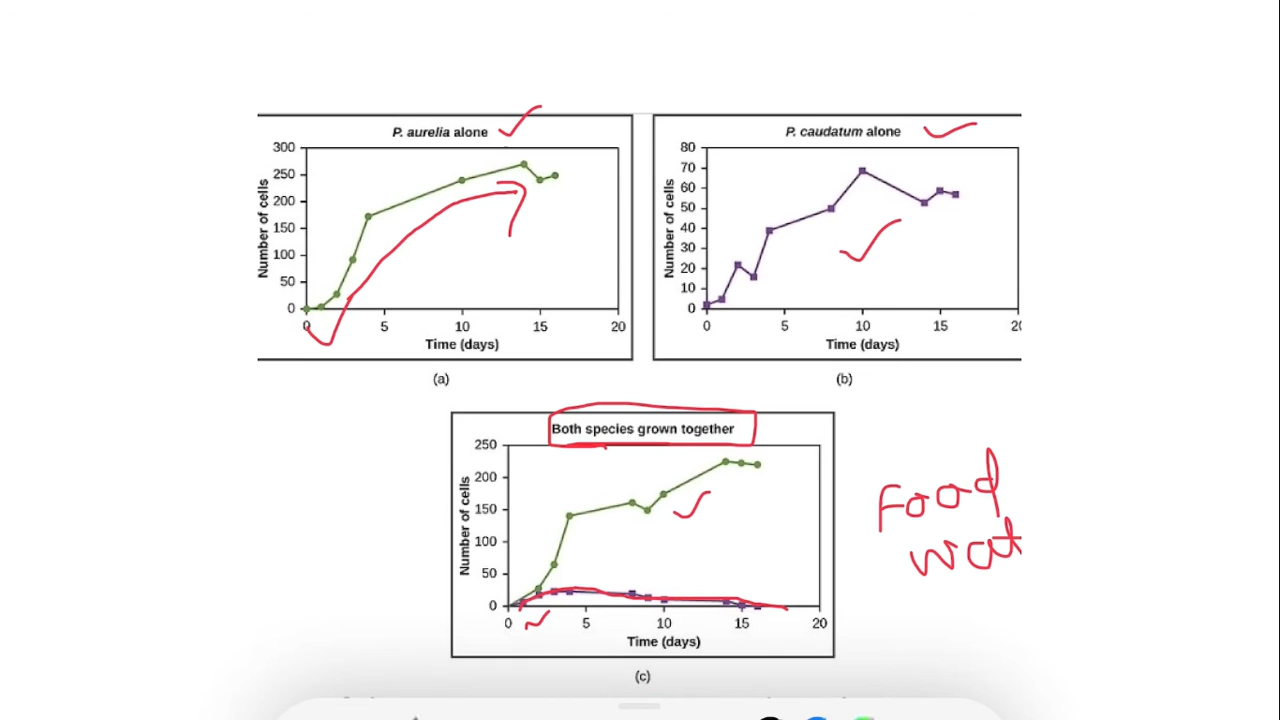 P. aurelia alone
300
250
200
150
100
50
0
Number of cells
0 5 10 15 20
Time (days)
(a)
P. caudatum alone
80
70
60
50
40
30
20
10
0
Number of cells
0 5 10 15 20
Time (days)
(b)
Both species grown together
250
200
150
100
50
0
Number of cells
0 5 10 15 20
Time (days)
(c)
Food
wat